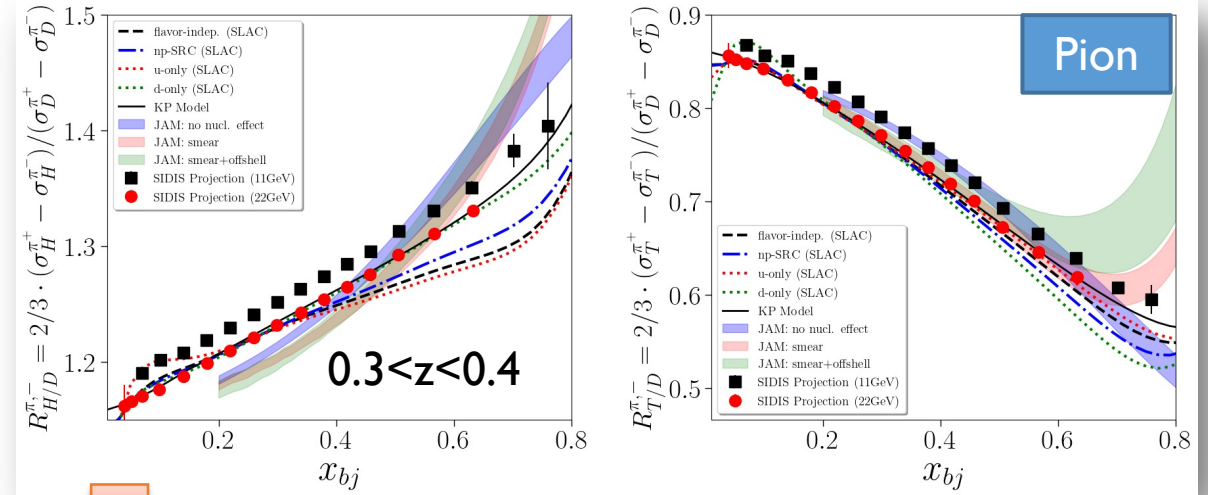 R^{π,−}_{H/D} = 2/3 · (σ^{π+}_H − σ^{π−}_H)/(σ^{π+}_D − σ^{π−}_D)
1.5
1.4
1.3
1.2
flavor-indep. (SLAC)
np-SRC (SLAC)
u-only (SLAC)
d-only (SLAC)
KP Model
JAM: no nucl. effect
JAM: smear
JAM: smear+offshell
SIDIS Projection (11GeV)
SIDIS Projection (22GeV)
0.3<z<0.4
0.2 0.4 0.6 0.8
x_{bj}
R^{π,−}_{T/D} = 2/3 · (σ^{π+}_T − σ^{π−}_T)/(σ^{π+}_D − σ^{π−}_D)
0.9
0.8
0.7
0.6
0.5
Pion
flavor-indep. (SLAC)
np-SRC (SLAC)
u-only (SLAC)
d-only (SLAC)
KP Model
JAM: no nucl. effect
JAM: smear
JAM: smear+offshell
SIDIS Projection (11GeV)
SIDIS Projection (22GeV)
0.2 0.4 0.6 0.8
x_{bj}